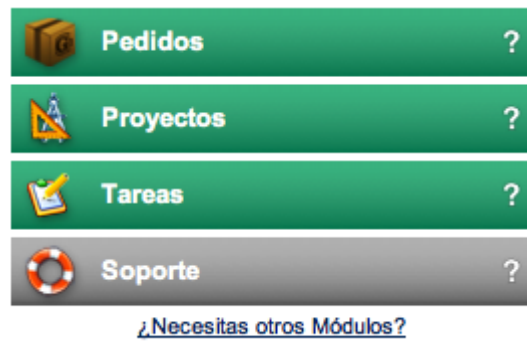 Pedidos ?
Proyectos ?
Tareas ?
Soporte ?
¿Necesitas otros Módulos?